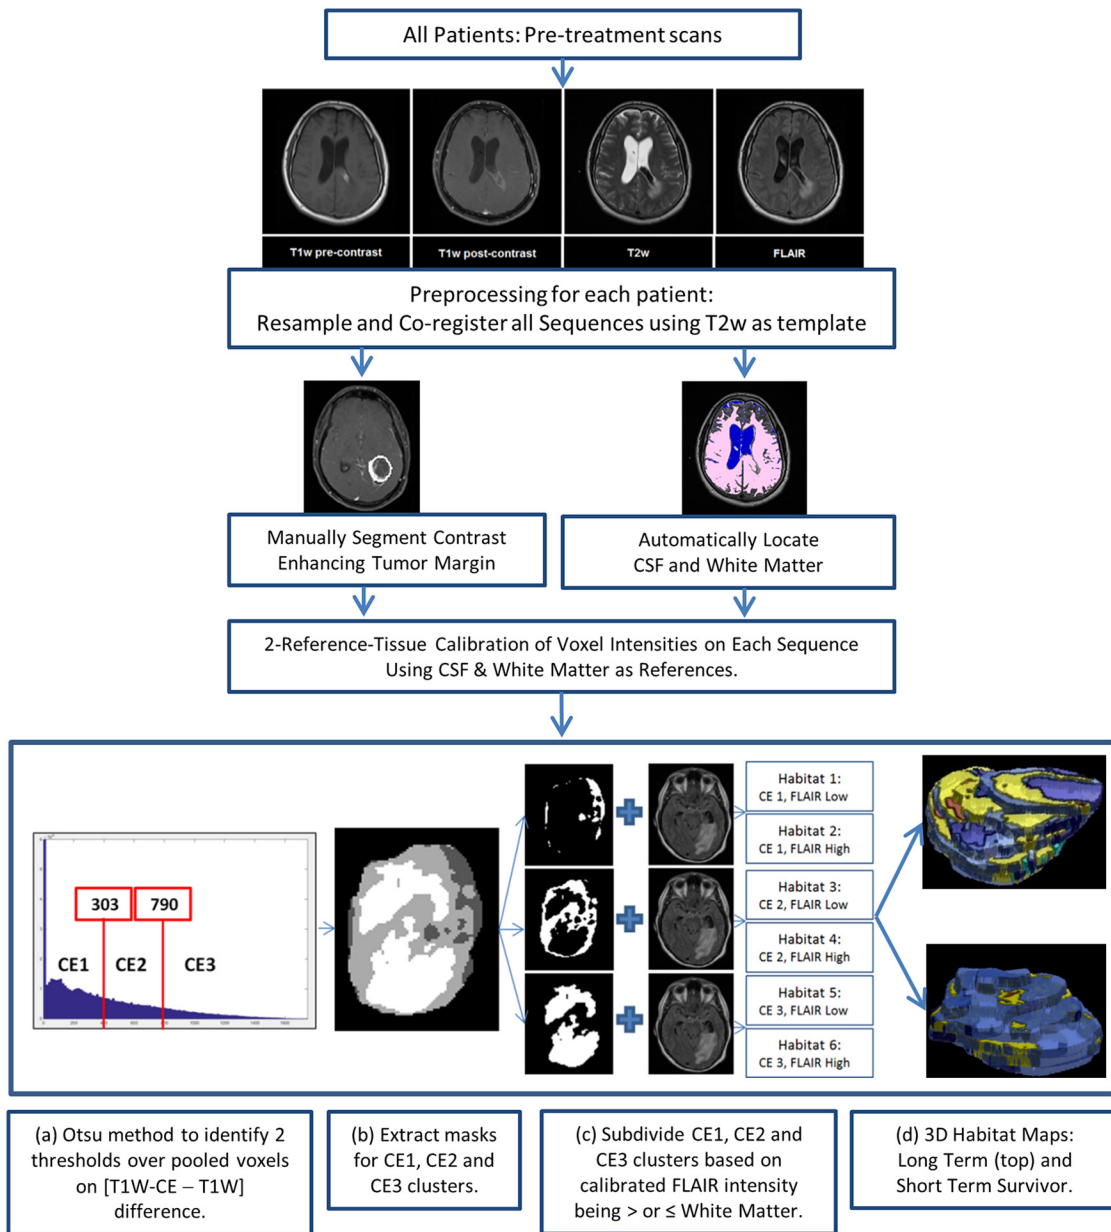 All Patients: Pre-treatment scans
T1w pre-contrast
T1w post-contrast
T2w
FLAIR
Preprocessing for each patient:
Resample and Co-register all Sequences using T2w as template
Manually Segment Contrast
Enhancing Tumor Margin
Automatically Locate
CSF and White Matter
2-Reference-Tissue Calibration of Voxel Intensities on Each Sequence
Using CSF & White Matter as References.
303
790
CE1
CE2
CE3
Habitat 1:
CE 1, FLAIR Low
Habitat 2:
CE 1, FLAIR High
Habitat 3:
CE 2, FLAIR Low
Habitat 4:
CE 2, FLAIR High
Habitat 5:
CE 3, FLAIR Low
Habitat 6:
CE 3, FLAIR High
(a) Otsu method to identify 2
thresholds over pooled voxels
on [T1W-CE – T1W]
difference.
(b) Extract masks
for CE1, CE2 and
CE3 clusters.
(c) Subdivide CE1, CE2 and
CE3 clusters based on
calibrated FLAIR intensity
being > or ≤ White Matter.
(d) 3D Habitat Maps:
Long Term (top) and
Short Term Survivor.